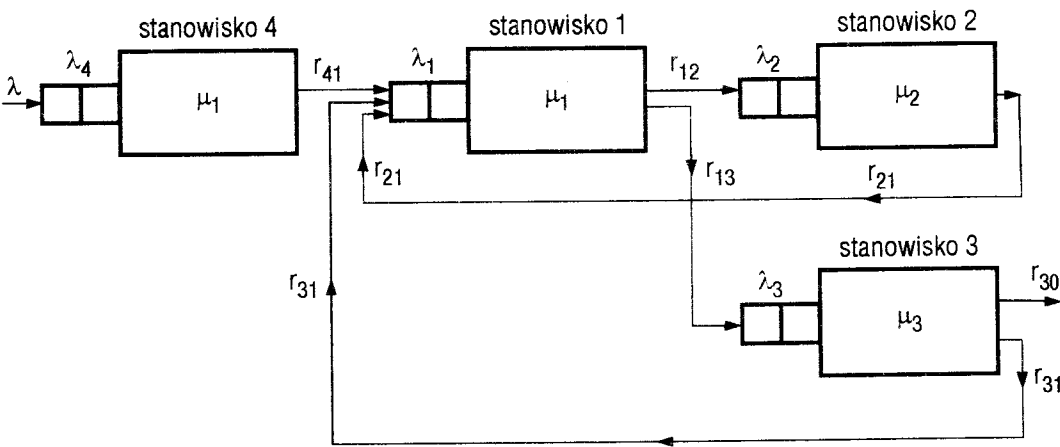 stanowisko 4
λ
λ₄
μ₁
r₄₁
stanowisko 1
λ₁
μ₁
r₁₂
stanowisko 2
λ₂
μ₂
r₂₁
r₁₃
r₂₁
stanowisko 3
r₃₁
λ₃
μ₃
r₃₀
r₃₁